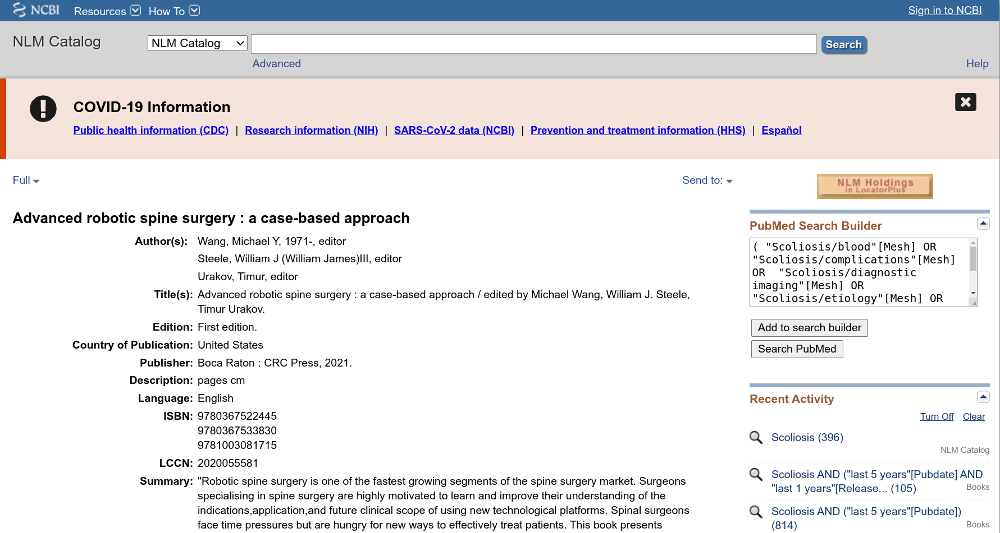 NCBI Resources How To Sign in to NCBI
NLM Catalog NLM Catalog Search
Advanced Help
COVID-19 Information
Public health information (CDC) | Research information (NIH) | SARS-CoV-2 data (NCBI) | Prevention and treatment information (HHS) | Español
Full Send to:
NLM Holdings
in LocatorPlus
Advanced robotic spine surgery : a case-based approach
Author(s): Wang, Michael Y, 1971-, editor
Steele, William J (William James)III, editor
Urakov, Timur, editor
Title(s): Advanced robotic spine surgery : a case-based approach / edited by Michael Wang, William J. Steele,
Timur Urakov.
Edition: First edition.
Country of Publication: United States
Publisher: Boca Raton : CRC Press, 2021.
Description: pages cm
Language: English
ISBN: 9780367522445
9780367533830
9781003081715
LCCN: 2020055581
Summary: "Robotic spine surgery is one of the fastest growing segments of the spine surgery market. Surgeons
specialising in spine surgery are highly motivated to learn and improve their understanding of the
indications,application,and future clinical scope of using new technological platforms. Spinal surgeons
face time pressures but are hungry for new ways to effectively treat patients. This book presents
PubMed Search Builder
( "Scoliosis/blood"[Mesh] OR
"Scoliosis/complications"[Mesh]
OR "Scoliosis/diagnostic
imaging"[Mesh] OR
"Scoliosis/etiology"[Mesh] OR
Add to search builder
Search PubMed
Recent Activity
Turn Off Clear
Scoliosis (396)
NLM Catalog
Scoliosis AND ("last 5 years"[Pubdate] AND
"last 1 years"[Release... (105)
Books
Scoliosis AND ("last 5 years"[Pubdate])
(814)
Books